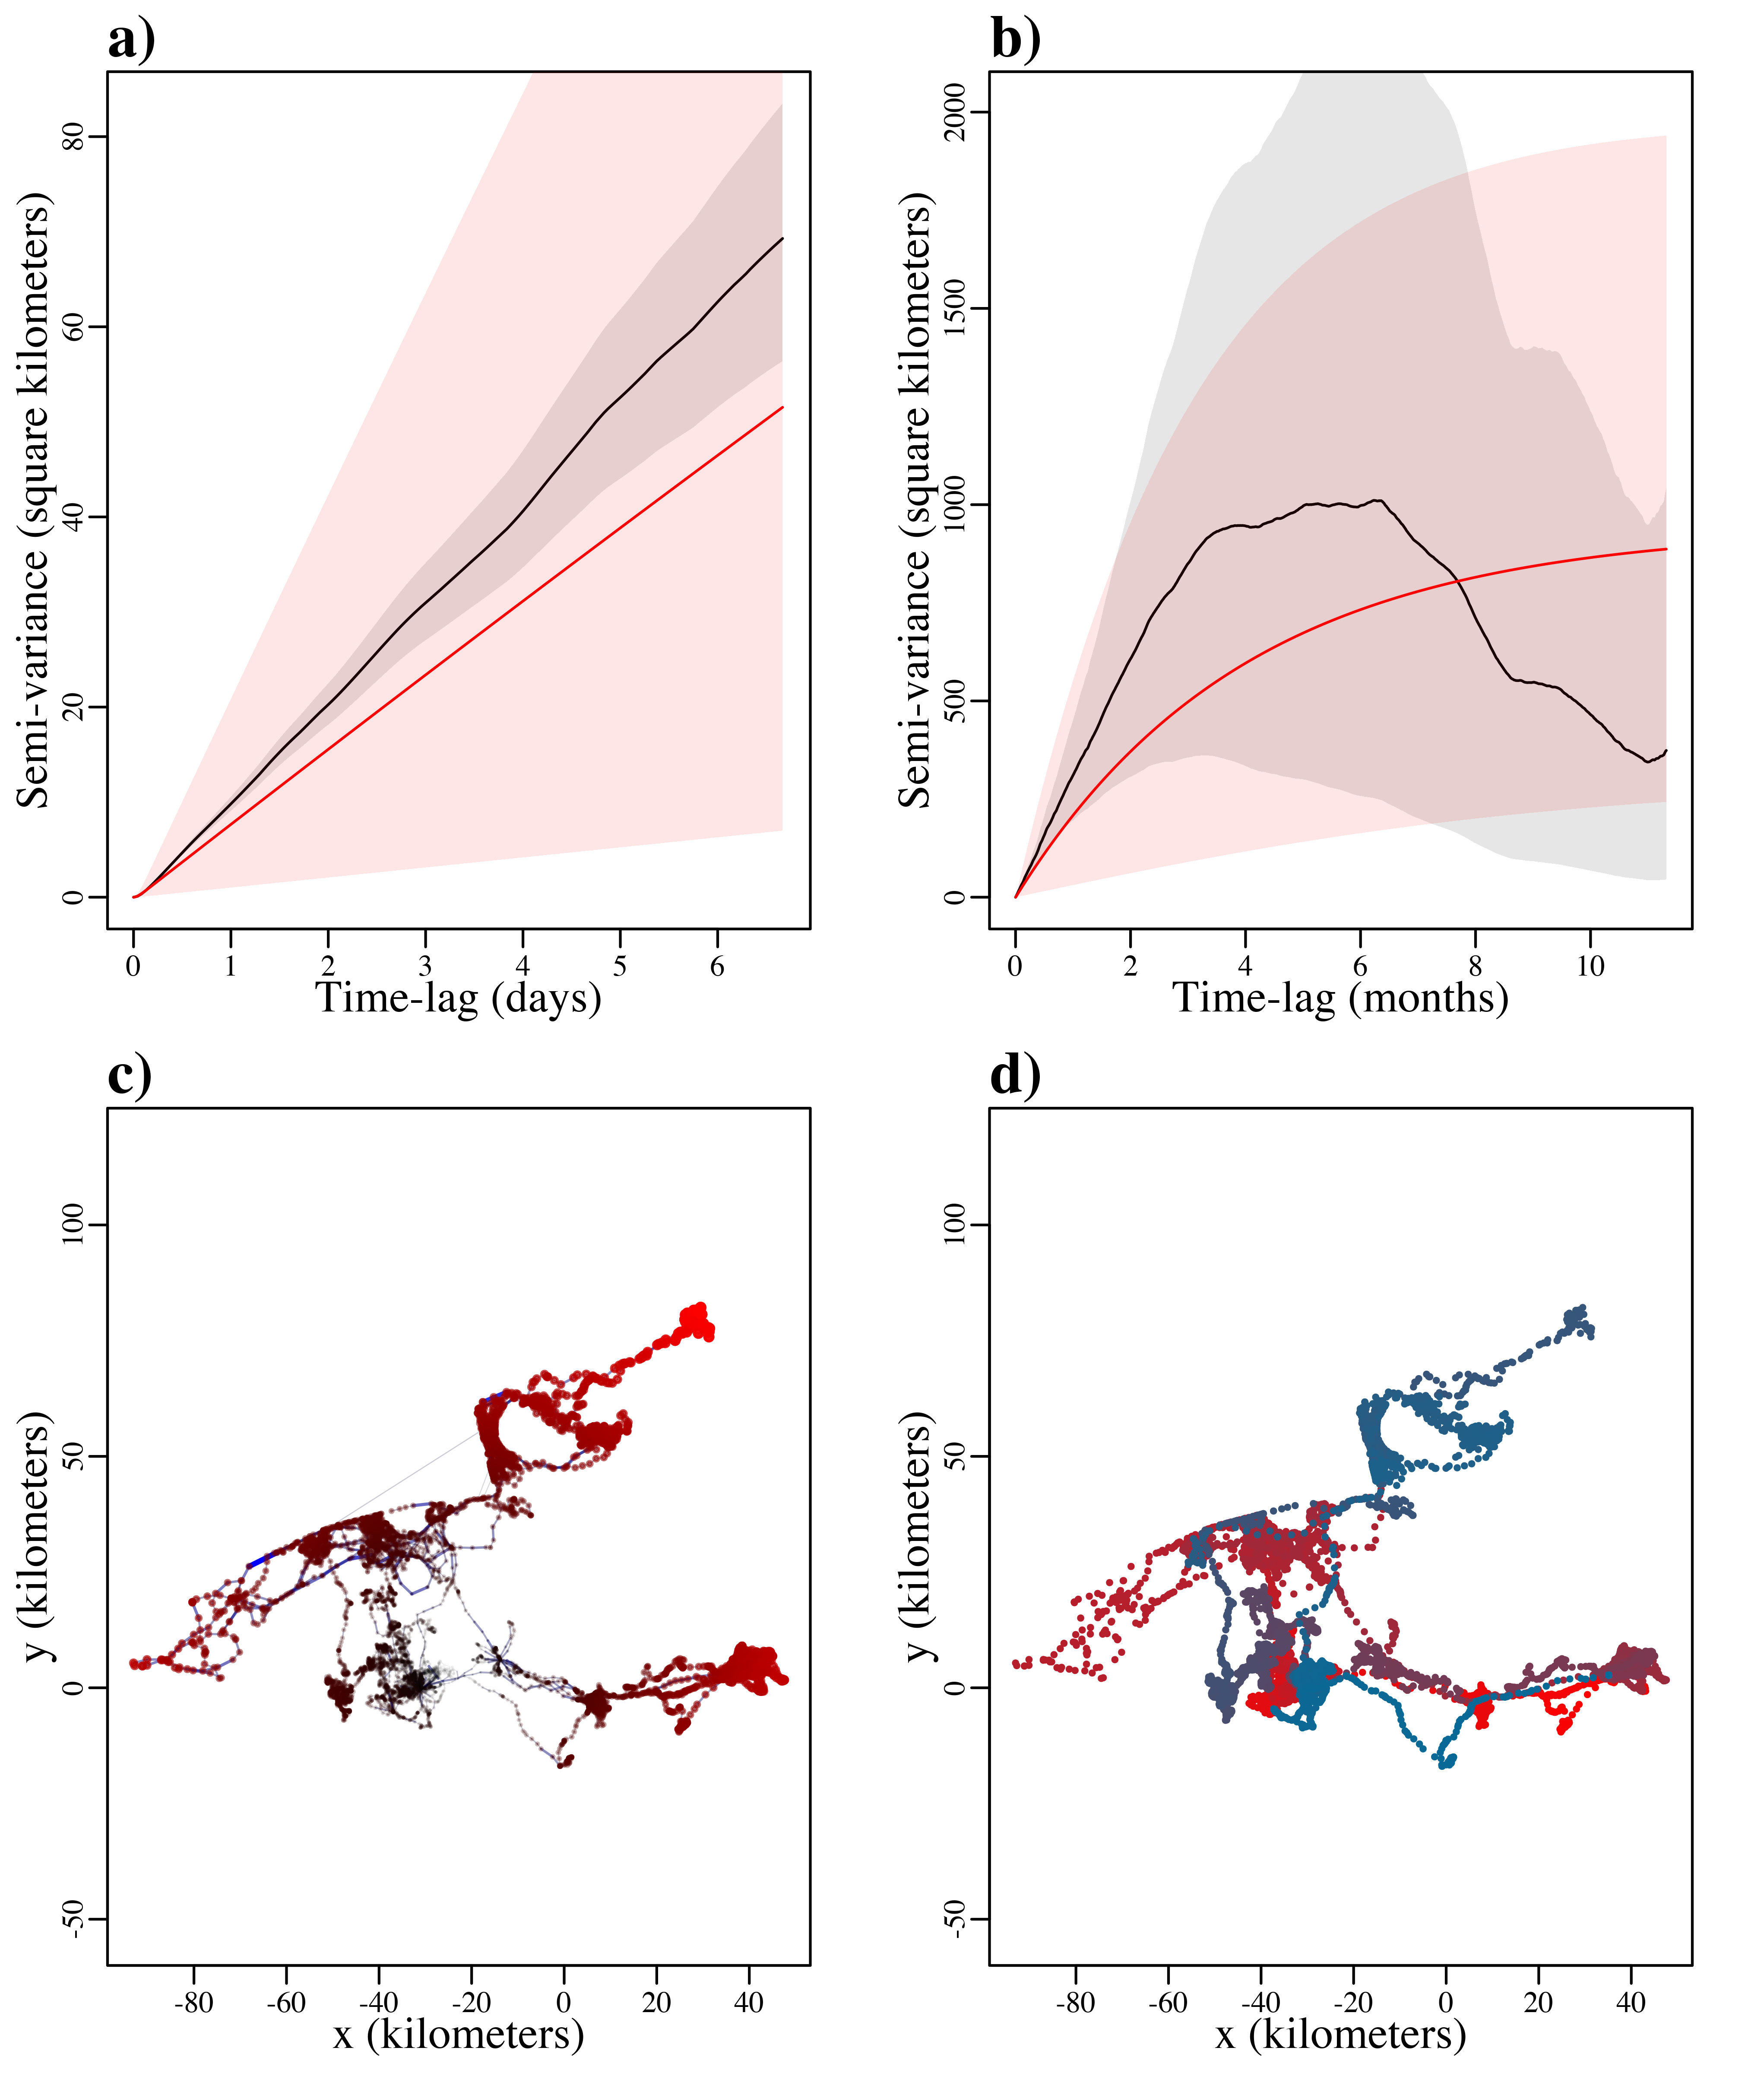 a)
Semi-variance (square kilometers)
0 20 40 60 80
0 1 2 3 4 5 6
Time-lag (days)
b)
Semi-variance (square kilometers)
0 500 1000 1500 2000
0 2 4 6 8 10
Time-lag (months)
c)
y (kilometers)
-50 0 50 100
-80 -60 -40 -20 0 20 40
x (kilometers)
d)
y (kilometers)
-50 0 50 100
-80 -60 -40 -20 0 20 40
x (kilometers)